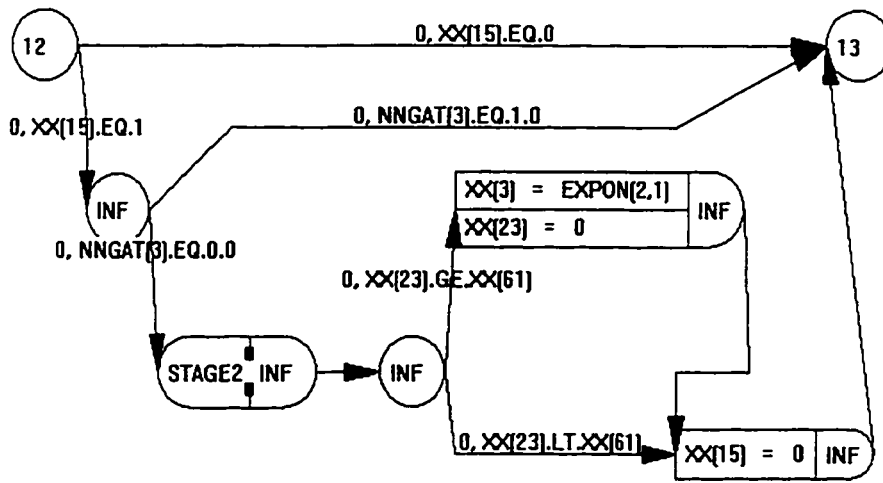 0, XX[15].EQ.0
12
13
0, NNGAT[3].EQ.1.0
0, XX[15].EQ.1
XX[3] = EXPON[2,1]
INF
INF
XX[23] = 0
0, NNGAT[3].EQ.0.0
0, XX[23].GE.XX[61]
STAGE2 INF
INF
0, XX[23].LT.XX[61]
XX[15] = 0 INF